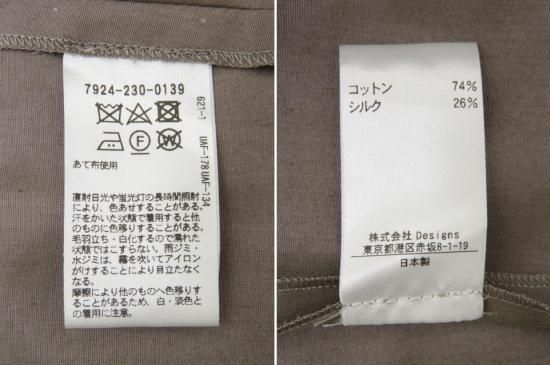 7924-230-0139
あて布使用
直射日光や蛍光灯の長時間照射
により、色あせすることがある。
汗をかいた状態で着用すると他
のものに色移りすることがある。
毛羽立ち・白化するので濡れた
状態ではこすらない。雨ジミ・
水ジミは、霧を吹いてアイロン
がけすることにより目立たなく
なる。
摩擦により他のものへ色移りす
ることがあるため、白・淡色と
の着用に注意。
621-1
UAF-178 UAF-134
コットン 74%
シルク 26%
株式会社 Designs
東京都港区赤坂8-1-19
日本製